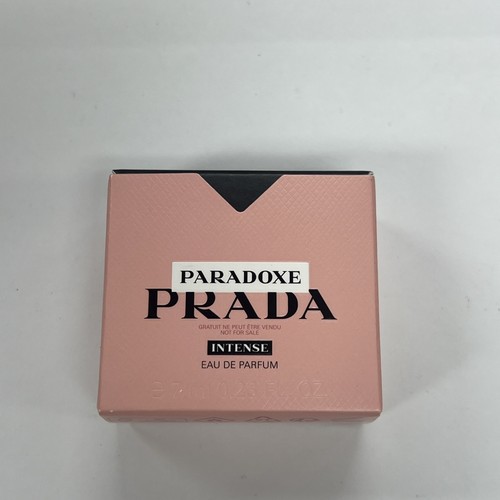 PARADOXE
PRADA
GRATUIT NE PEUT ÊTRE VENDU
NOT FOR SALE
INTENSE
EAU DE PARFUM